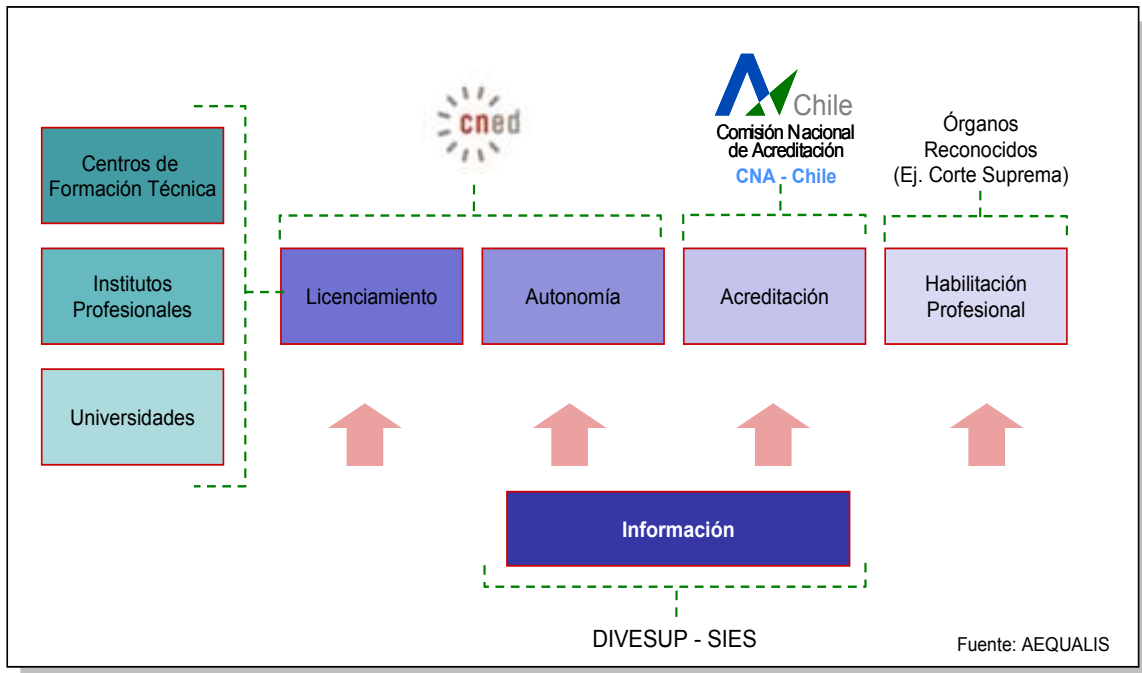 cned
Chile
Comisión Nacional
de Acreditación
CNA - Chile
Órganos
Reconocidos
(Ej. Corte Suprema)
Centros de
Formación Técnica
Institutos
Profesionales
Universidades
Licenciamiento
Autonomía
Acreditación
Habilitación
Profesional
Información
DIVESUP - SIES
Fuente: AEQUALIS